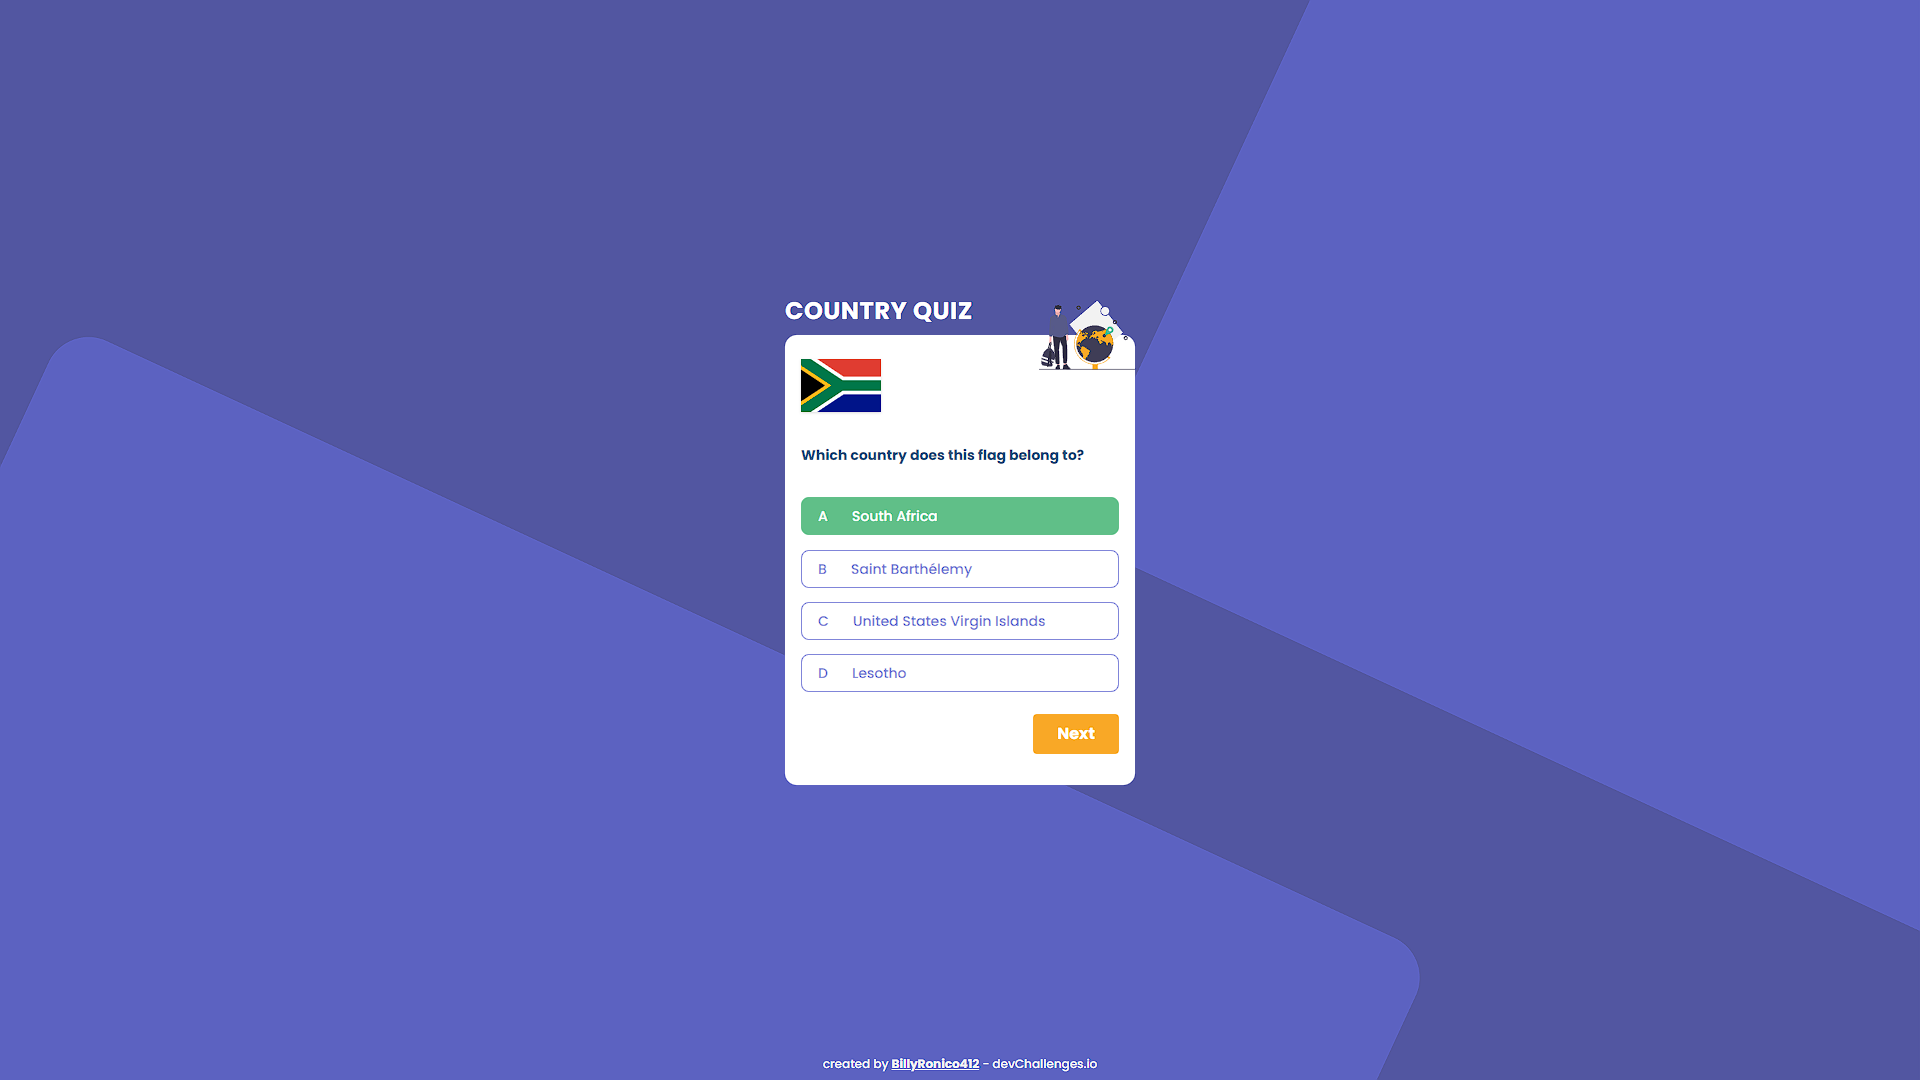 COUNTRY QUIZ
Which country does this flag belong to?
A South Africa
B Saint Barthélemy
C United States Virgin Islands
D Lesotho
Next
created by BillyRonico412 - devChallenges.io